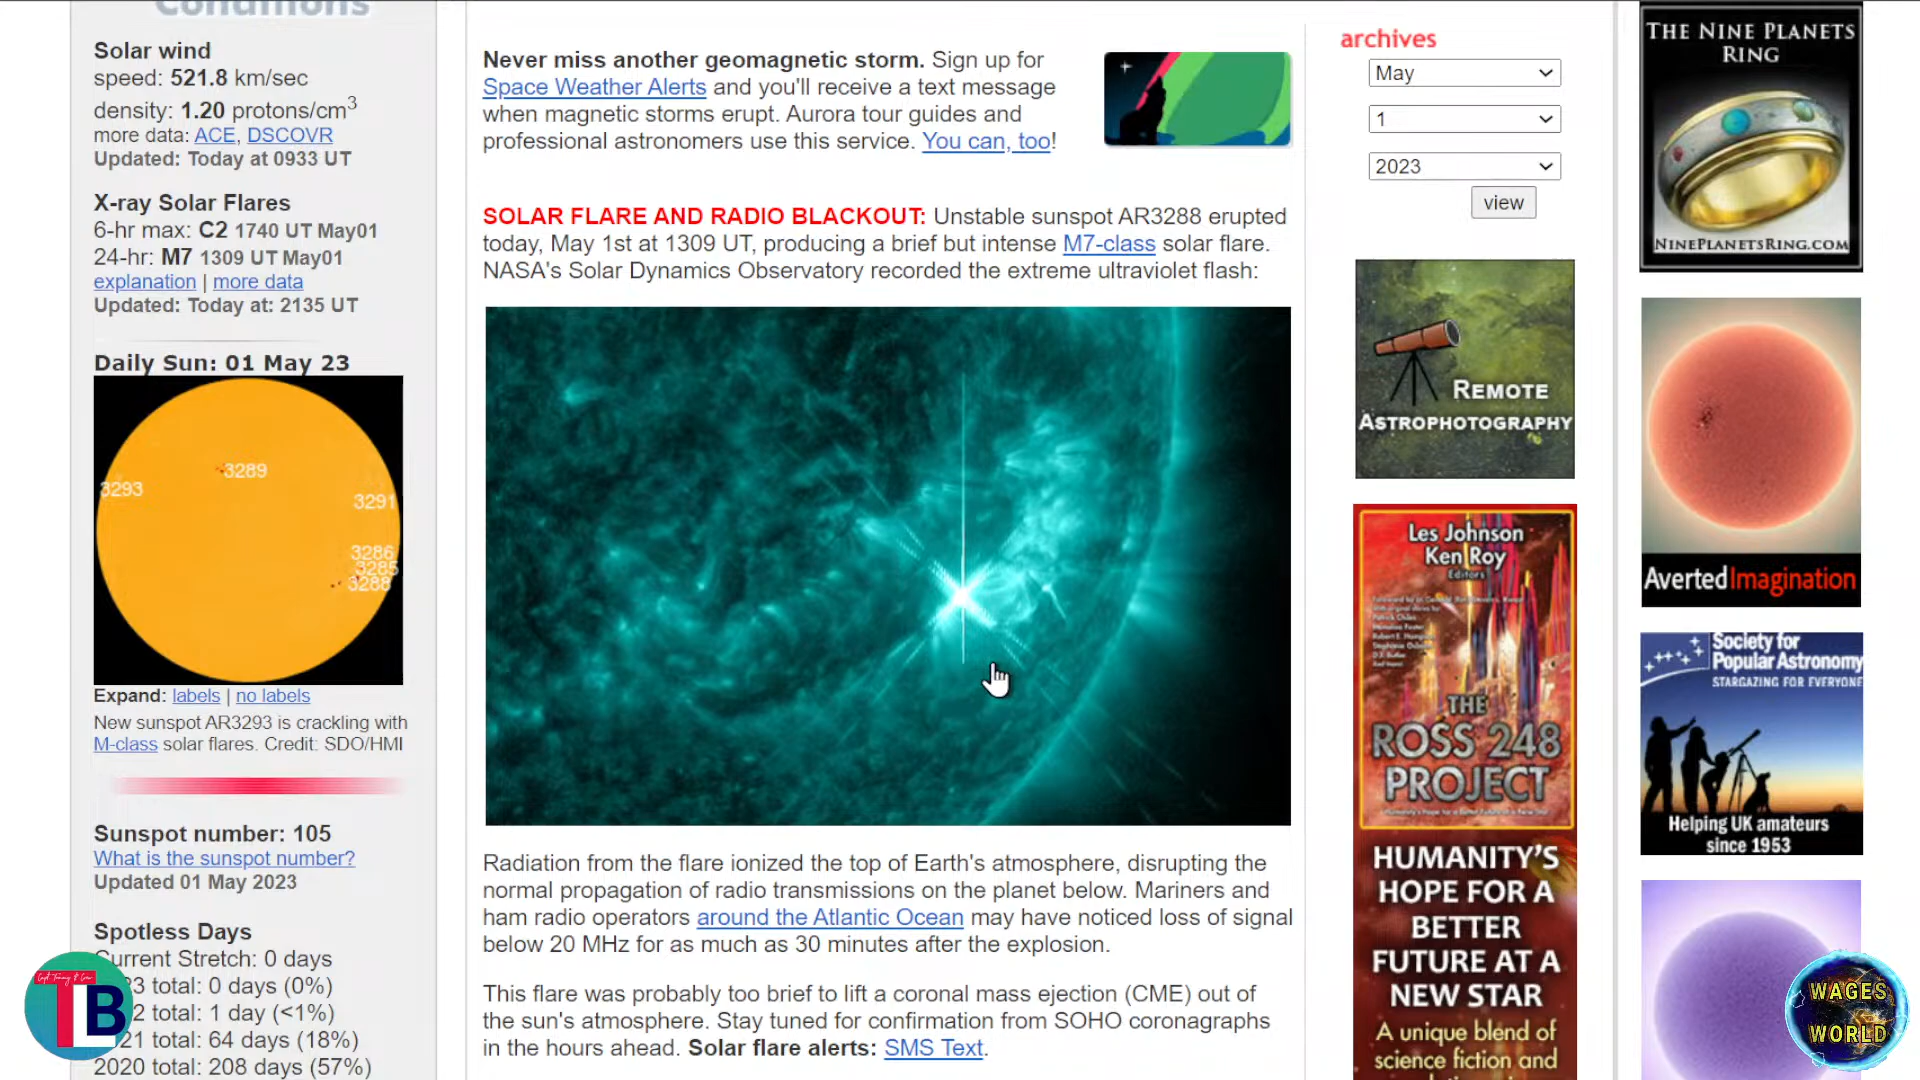 Conditions
Solar wind
speed: 521.8 km/sec
density: 1.20 protons/cm3
more data: ACE, DSCOVR
Updated: Today at 0933 UT
X-ray Solar Flares
6-hr max: C2 1740 UT May01
24-hr: M7 1309 UT May01
explanation | more data
Updated: Today at: 2135 UT
Daily Sun: 01 May 23
3289
3293
3291
3286
3285
3288
Expand: labels | no labels
New sunspot AR3293 is crackling with
M-class solar flares. Credit: SDO/HMI
Sunspot number: 105
What is the sunspot number?
Updated 01 May 2023
Spotless Days
Current Stretch: 0 days
total: 0 days (0%)
total: 1 day (<1%)
total: 64 days (18%)
2020 total: 208 days (57%)
TB
Never miss another geomagnetic storm. Sign up for
Space Weather Alerts and you'll receive a text message
when magnetic storms erupt. Aurora tour guides and
professional astronomers use this service. You can, too!
SOLAR FLARE AND RADIO BLACKOUT: Unstable sunspot AR3288 erupted
today, May 1st at 1309 UT, producing a brief but intense M7-class solar flare.
NASA's Solar Dynamics Observatory recorded the extreme ultraviolet flash:
Radiation from the flare ionized the top of Earth's atmosphere, disrupting the
normal propagation of radio transmissions on the planet below. Mariners and
ham radio operators around the Atlantic Ocean may have noticed loss of signal
below 20 MHz for as much as 30 minutes after the explosion.
This flare was probably too brief to lift a coronal mass ejection (CME) out of
the sun's atmosphere. Stay tuned for confirmation from SOHO coronagraphs
in the hours ahead. Solar flare alerts: SMS Text.
archives
May
1
2023
view
REMOTE
ASTROPHOTOGRAPHY
Les Johnson
Ken Roy
Editors
THE
ROSS 248
PROJECT
HUMANITY'S
HOPE FOR A
BETTER
FUTURE AT A
NEW STAR
A unique blend of
science fiction and
THE NINE PLANETS
RING
NINEPLANETSRING.COM
AvertedImagination
Society for
Popular Astronomy
STARGAZING FOR EVERYONE
Helping UK amateurs
since 1953
WAGES
WORLD